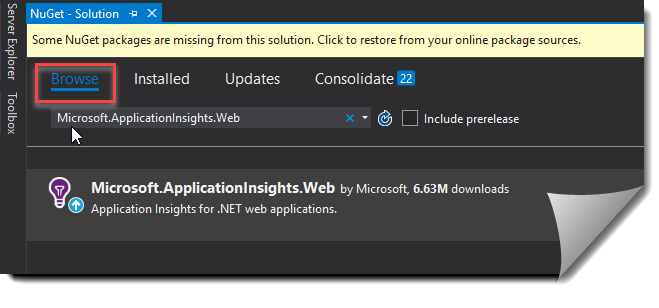 NuGet - Solution
Server Explorer
Toolbox
Some NuGet packages are missing from this solution. Click to restore from your online package sources.
Browse Installed Updates Consolidate 22
Microsoft.ApplicationInsights.Web Include prerelease
Microsoft.ApplicationInsights.Web by Microsoft, 6.63M downloads
Application Insights for .NET web applications.